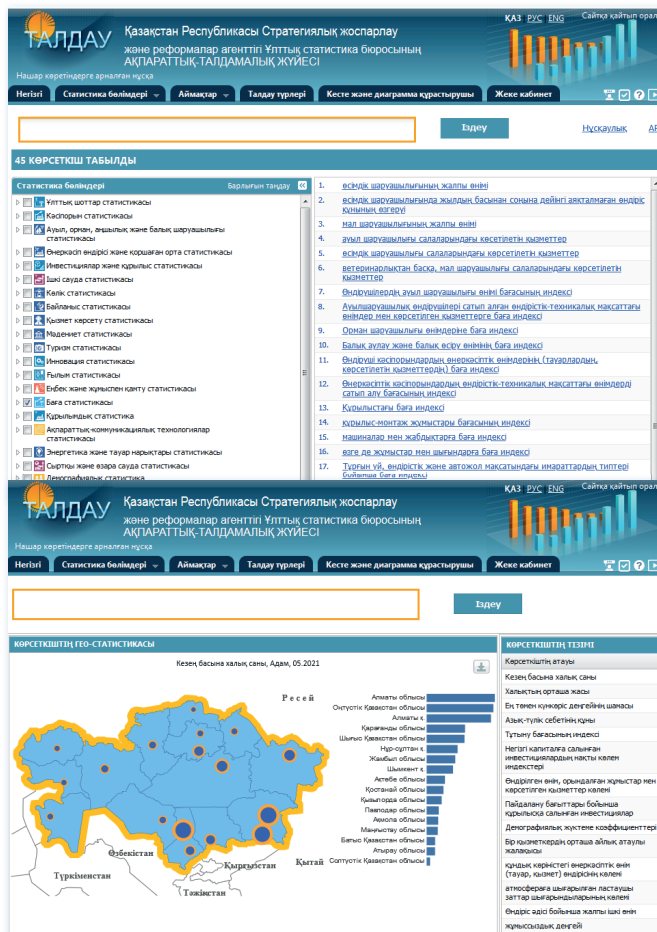 ТАЛДАУ
Қазақстан Республикасы Стратегиялық жоспарлау
және реформалар агенттігі Ұлттық статистика бюросының
АҚПАРАТТЫҚ-ТАЛДАМАЛЫҚ ЖҮЙЕСІ
Нашар көретіндерге арналған нұсқа
ҚАЗ РУС ENG Сайтқа қайтып орал
Негізгі Статистика бөлімдері Аймақтар Талдау түрлері Кесте және диаграмма құрастырушы Жеке кабинет
Іздеу Нұсқаулық
45 КӨРСЕТКІШ ТАБЫЛДЫ
Статистика бөлімдері Барлығын таңдау
Ұлттық шоттар статистикасы
Кәсіпорын статистикасы
Ауыл, орман, аңшылық және балық шаруашылығы
статистикасы
Өнеркәсіп өндірісі және қоршаған орта статистикасы
Инвестициялар және құрылыс статистикасы
Ішкі сауда статистикасы
Көлік статистикасы
Байланыс статистикасы
Қызмет көрсету статистикасы
Мәдениет статистикасы
Туризм статистикасы
Инновация статистикасы
Ғылым статистикасы
Еңбек және жұмыспен қамту статистикасы
Баға статистикасы
Құрылымдық статистика
Ақпараттық-коммуникациялық технологиялар
статистикасы
Энергетика және тауар нарықтары статистикасы
Сыртқы және өзара сауда статистикасы
Демографиялық статистика
1. өсімдік шаруашылығының жалпы өнімі
2. өсімдік шаруашылығында жылдың басынан соңына дейінгі аяқталмаған өндіріс
құнының өзгеруі
3. мал шаруашылығының жалпы өнімі
4. ауыл шаруашылығы салаларындағы көсетілетін қызметтер
5. өсімдік шаруашылығы салаларындағы көрсетілетін қызметтер
6. ветеринарлықтан басқа, мал шаруашылығы салаларындағы көрсетілетін
қызметтер
7. Өндірушілердің ауыл шаруашылығы өнімі бағасының индексі
8. Ауылшаруашылық өндірушілері сатып алған өндірістік-техникалық мақсаттағы
өнімдер мен көрсетілген қызметтерге баға индексі
9. Орман шаруашылығы өнімдеріне баға индексі
10. Балық аулау және балық өсіру өнімінің баға индексі
11. Өндіруші кәсіпорындардың өнеркәсіптік өнімдерінің (тауарлардың,
көрсетілетін қызметтердің) баға индексі
12. Өнеркәсіптік кәсіпорындардың өндірістік-техникалық мақсаттағы өнімдерді
сатып алу бағасының индексі
13. Құрылыстағы баға индексі
14. құрылыс-монтаж жұмыстары бағасының индексі
15. машиналар мен жабдықтарға баға индексі
16. өзге де жұмыстар мен шығындарға баға индексі
17. Тұрғын үй, өндірістік және автожол мақсатындағы имараттардың типтері
бойынша баға индексі
ТАЛДАУ
Қазақстан Республикасы Стратегиялық жоспарлау
және реформалар агенттігі Ұлттық статистика бюросының
АҚПАРАТТЫҚ-ТАЛДАМАЛЫҚ ЖҮЙЕСІ
Нашар көретіндерге арналған нұсқа
ҚАЗ РУС ENG Сайтқа қайтып орал
Негізгі Статистика бөлімдері Аймақтар Талдау түрлері Кесте және диаграмма құрастырушы Жеке кабинет
Іздеу
КӨРСЕТКІШТІҢ ГЕО-СТАТИСТИКАСЫ
Кезең басына халық саны, Адам, 05.2021
Ресей
Өзбекістан
Түркіменстан
Қырғызстан
Қытай
Тәжікстан
Алматы облысы
Оңтүстік Қазақстан облысы
Алматы қ.
Қарағанды облысы
Шығыс Қазақстан облысы
Нұр-сұлтан қ.
Жамбыл облысы
Шымкент қ.
Ақтөбе облысы
Қостанай облысы
Қызылорда облысы
Павлодар облысы
Ақмола облысы
Маңғыстау облысы
Батыс Қазақстан облысы
Атырау облысы
Солтүстік Қазақстан облысы
КӨРСЕТКІШТІҢ ТІЗІМІ
Көрсеткіштің атауы
Кезең басына халық саны
Халықтың орташа жасы
Ең төмен күнкөріс деңгейінің шамасы
Азық-түлік себетінің құны
Тұтыну бағасының индексі
Негізгі капиталға салынған
инвестициялардың нақты көлем
индекстері
Өндірілген өнім, орындалған жұмыстар мен
көрсетілген қызметтер көлемі
Пайдалану бағыттары бойынша
құрылысқа салынған инвестициялар
Демографиялық жүктеме коэффициенттері
Бір қызметкердің орташа айлық атаулы
жалақысы
құндық көріністегі өнеркәсіптік өнім
(тауар, қызмет) өндірісінің көлемі
атмосфераға шығарылған ластаушы
заттар шығарындыларының көлемі
Өндіріс әдісі бойынша жалпы ішкі өнім
жұмыссыздық деңгейі